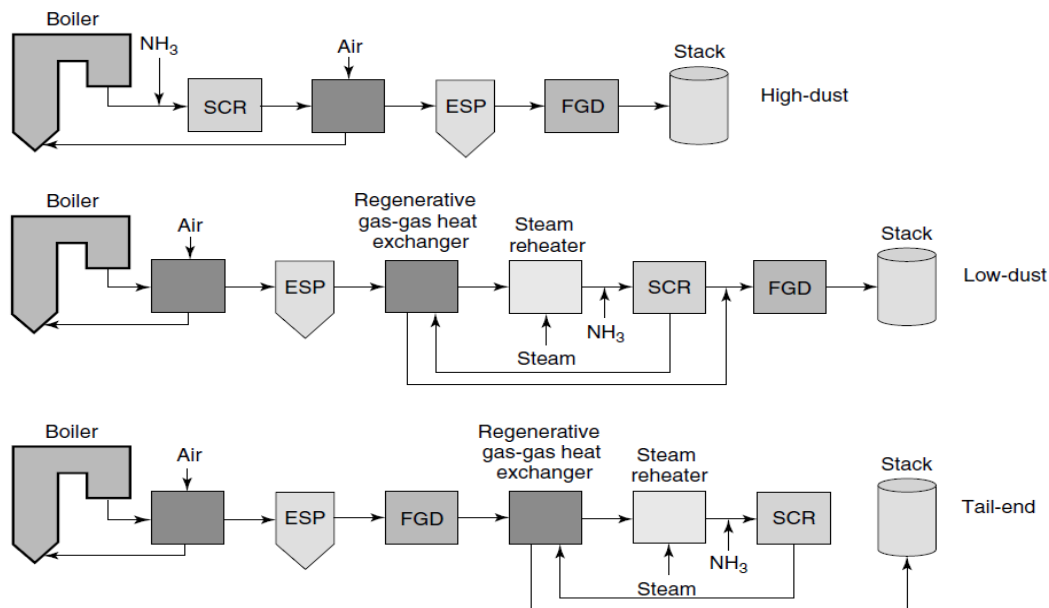 Boiler
NH3
Air
Stack
SCR
ESP
FGD
High-dust
Boiler
Air
Regenerative
gas-gas heat
exchanger
Steam
reheater
Stack
ESP
SCR
FGD
Low-dust
NH3
Steam
Boiler
Air
Regenerative
gas-gas heat
exchanger
Steam
reheater
Stack
ESP
FGD
SCR
Tail-end
NH3
Steam